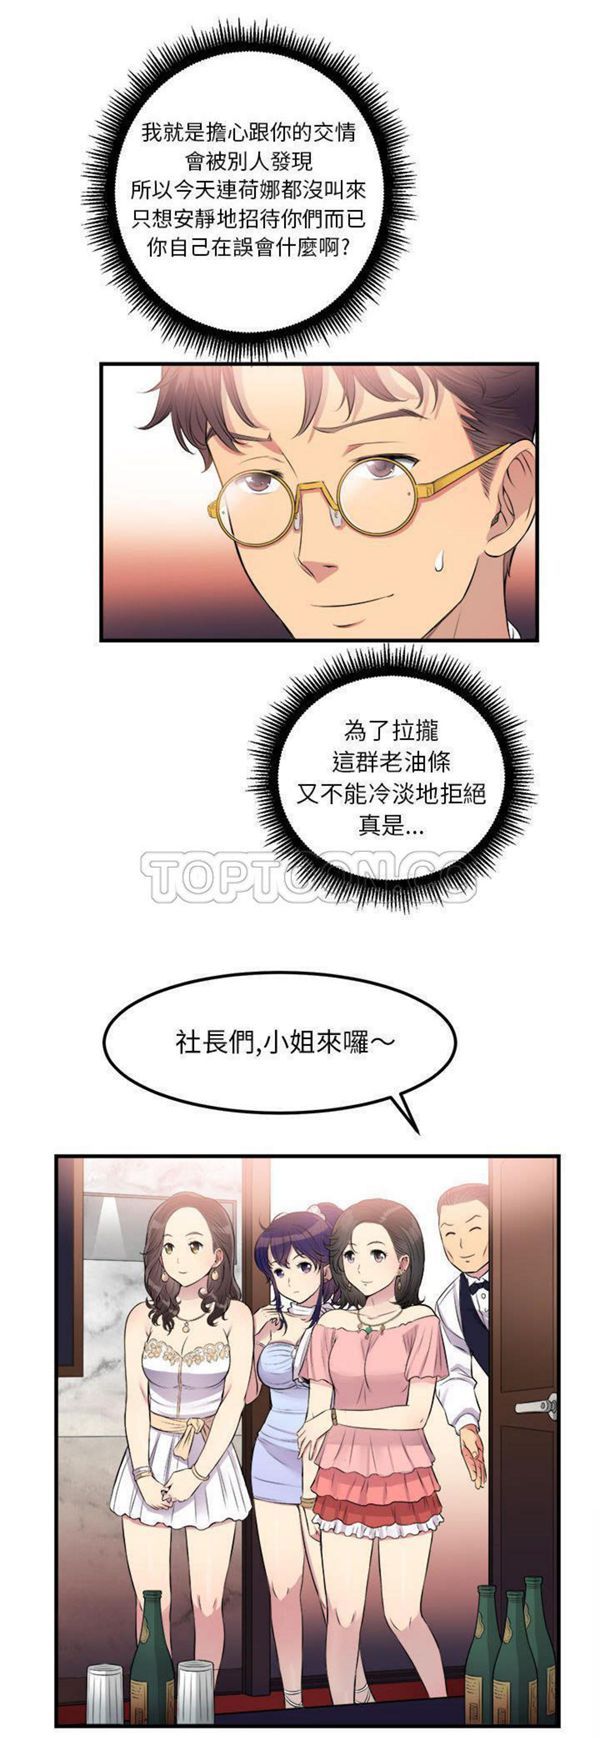 我就是擔心跟你的交情
會被別人發現
所以今天連荷娜都沒叫來
只想安靜地招待你們而已
你自己在誤會什麼啊?
為了拉攏
這群老油條
又不能冷淡地拒絕
真是...
TOPTOON.CC
社長們,小姐來囉～